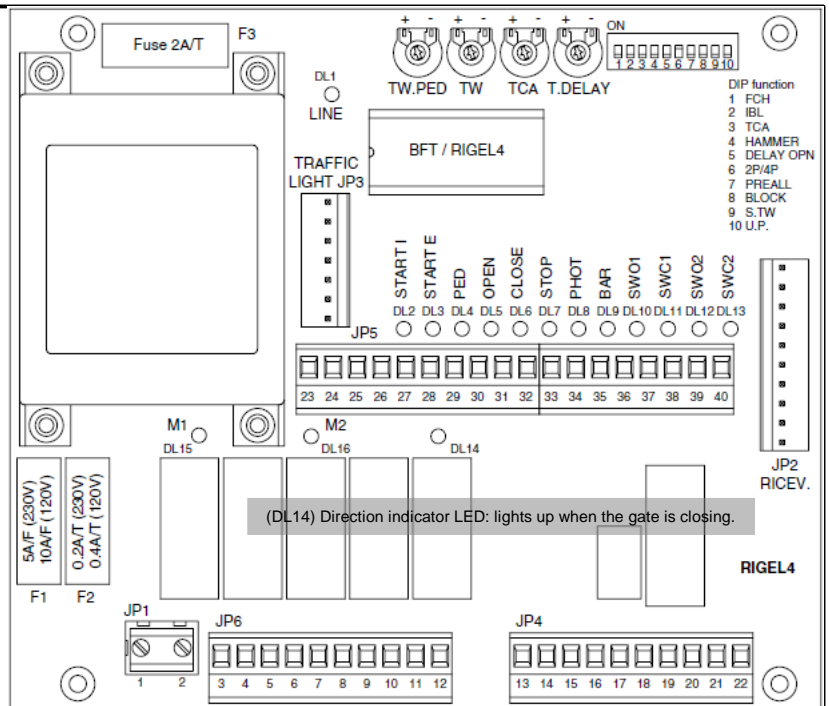 Fuse 2A/T
F3
+ - + - + - + -
TW.PED TW TCA T.DELAY
ON
1 2 3 4 5 6 7 8 9 10
DIP function
1 FCH
2 IBL
3 TCA
4 HAMMER
5 DELAY OPN
6 2P/4P
7 PREALL
8 BLOCK
9 S.TW
10 U.P.
DL1
LINE
BFT / RIGEL4
TRAFFIC
LIGHT JP3
START I
START E
PED
OPEN
CLOSE
STOP
PHOT
BAR
SWO1
SWC1
SWO2
SWC2
DL2 DL3 DL4 DL5 DL6 DL7 DL8 DL9 DL10 DL11 DL12 DL13
JP5
23 24 25 26 27 28 29 30 31 32 33 34 35 36 37 38 39 40
JP2
RICEV.
M1
DL15
M2
DL16
DL14
(DL14) Direction indicator LED: lights up when the gate is closing.
5A/F (230V)
10A/F (120V)
0.2A/T (230V)
0.4A/T (120V)
F1 F2
RIGEL4
JP1
1 2
JP6
3 4 5 6 7 8 9 10 11 12
JP4
13 14 15 16 17 18 19 20 21 22